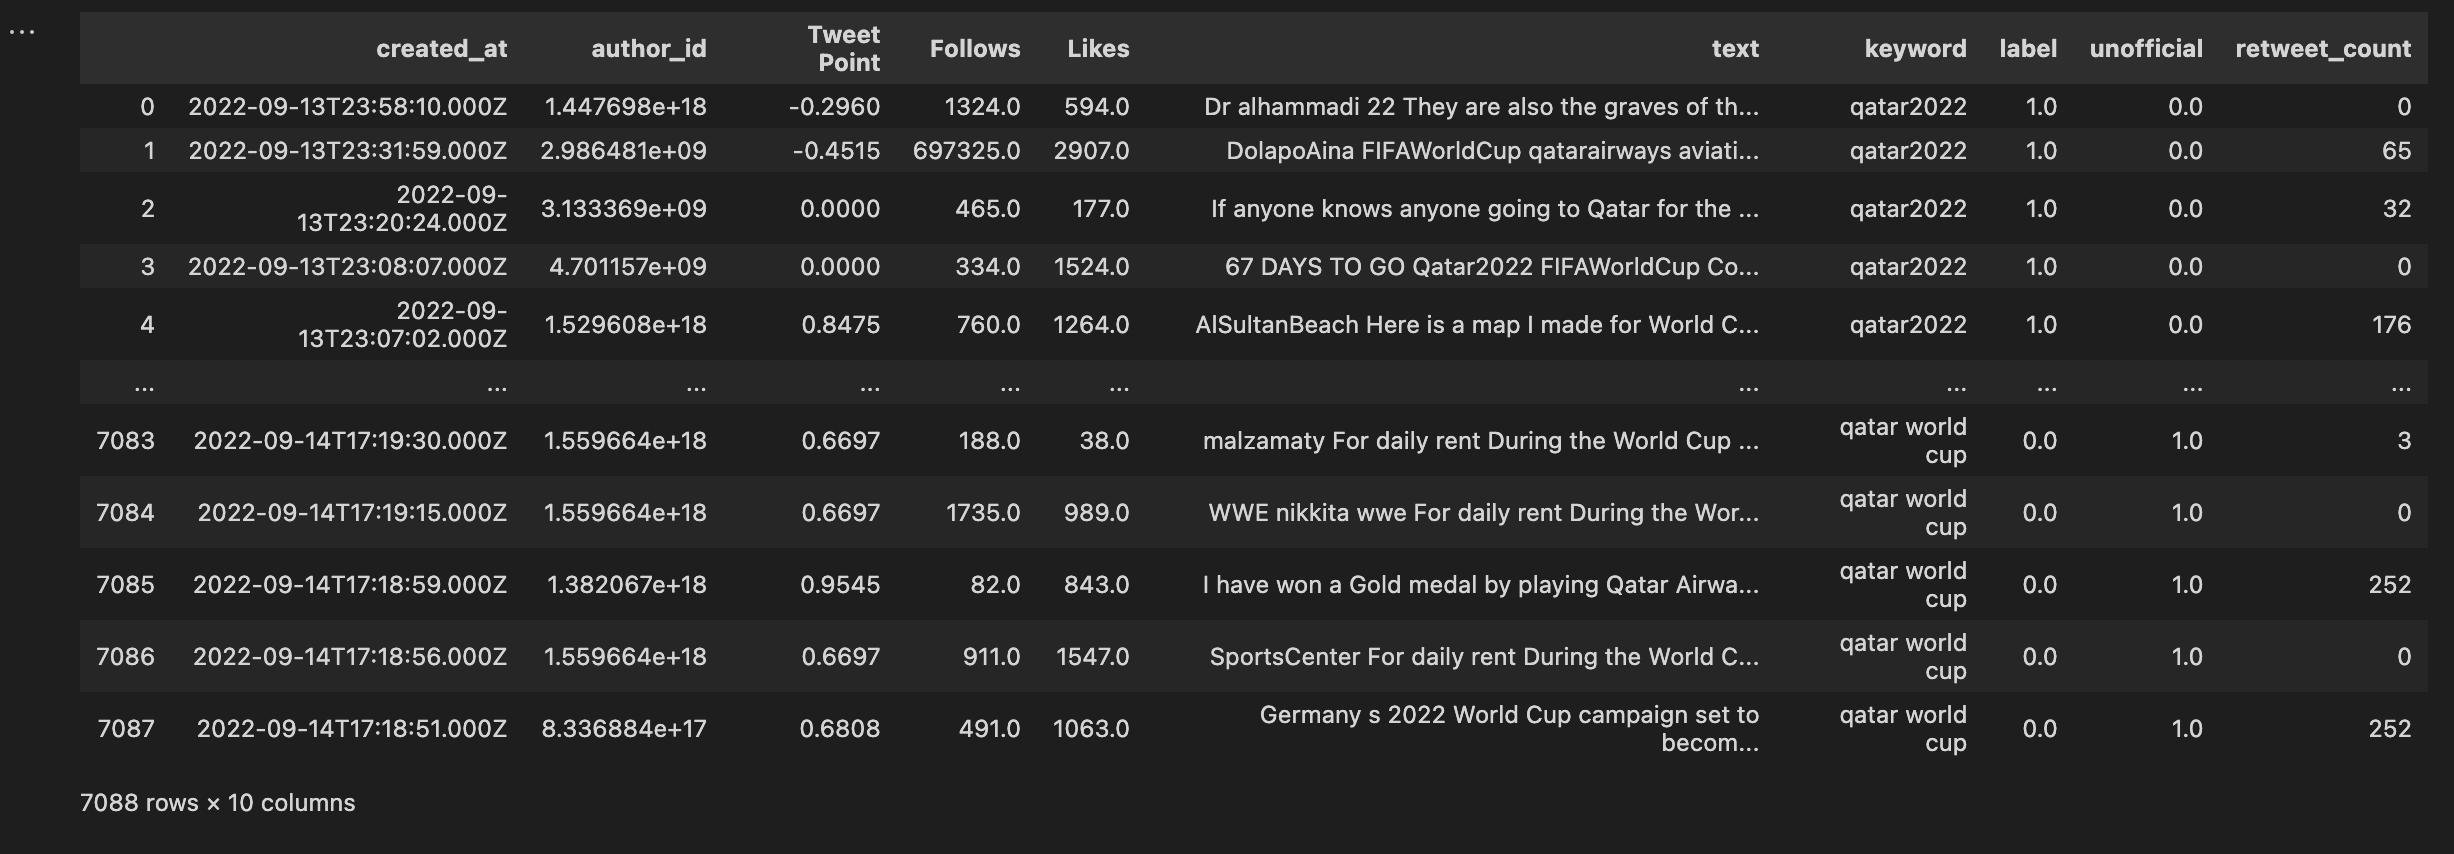 ...
created_at author_id Tweet Point Follows Likes text keyword label unofficial retweet_count
0 2022-09-13T23:58:10.000Z 1.447698e+18 -0.2960 1324.0 594.0 Dr alhammadi 22 They are also the graves of th... qatar2022 1.0 0.0 0
1 2022-09-13T23:31:59.000Z 2.986481e+09 -0.4515 697325.0 2907.0 DolapoAina FIFAWorldCup qatarairways aviati... qatar2022 1.0 0.0 65
2 2022-09-13T23:20:24.000Z 3.133369e+09 0.0000 465.0 177.0 If anyone knows anyone going to Qatar for the ... qatar2022 1.0 0.0 32
3 2022-09-13T23:08:07.000Z 4.701157e+09 0.0000 334.0 1524.0 67 DAYS TO GO Qatar2022 FIFAWorldCup Co... qatar2022 1.0 0.0 0
4 2022-09-13T23:07:02.000Z 1.529608e+18 0.8475 760.0 1264.0 AlSultanBeach Here is a map I made for World C... qatar2022 1.0 0.0 176
... ... ... ... ... ... ... ... ... ... ...
7083 2022-09-14T17:19:30.000Z 1.559664e+18 0.6697 188.0 38.0 malzamaty For daily rent During the World Cup ... qatar world cup 0.0 1.0 3
7084 2022-09-14T17:19:15.000Z 1.559664e+18 0.6697 1735.0 989.0 WWE nikkita wwe For daily rent During the Wor... qatar world cup 0.0 1.0 0
7085 2022-09-14T17:18:59.000Z 1.382067e+18 0.9545 82.0 843.0 I have won a Gold medal by playing Qatar Airwa... qatar world cup 0.0 1.0 252
7086 2022-09-14T17:18:56.000Z 1.559664e+18 0.6697 911.0 1547.0 SportsCenter For daily rent During the World C... qatar world cup 0.0 1.0 0
7087 2022-09-14T17:18:51.000Z 8.336884e+17 0.6808 491.0 1063.0 Germany s 2022 World Cup campaign set to becom... qatar world cup 0.0 1.0 252
7088 rows × 10 columns